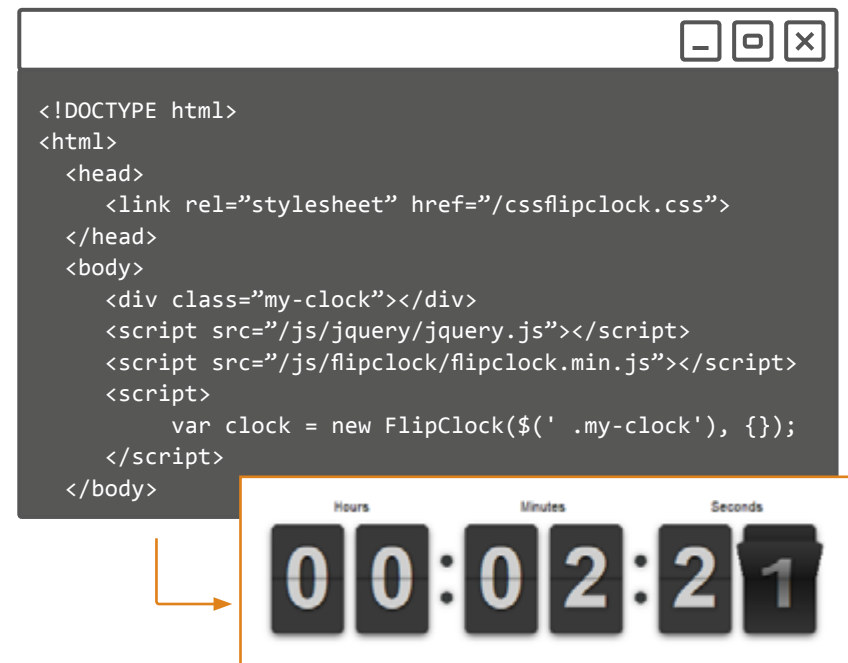 <!DOCTYPE html>
<html>
<head>
<link rel=”stylesheet” href=”/cssflipclock.css”>
</head>
<body>
<div class=”my-clock”></div>
<script src=”/js/jquery/jquery.js”></script>
<script src=”/js/flipclock/flipclock.min.js”></script>
<script>
var clock = new FlipClock($(' .my-clock'), {});
</script>
</body>
Hours Minutes Seconds
00:02:21